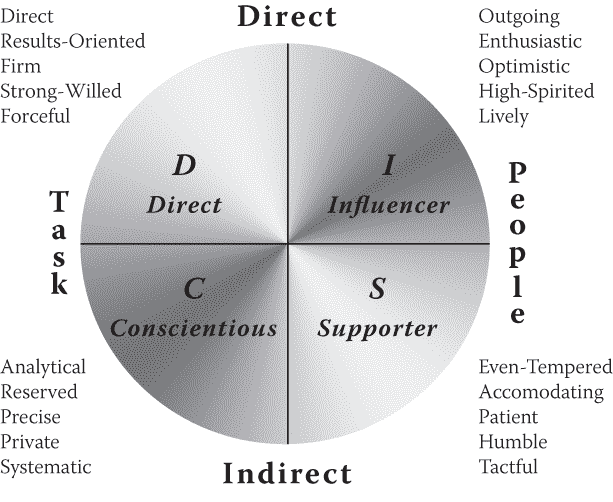 Direct
Direct
Results-Oriented
Firm
Strong-Willed
Forceful
Outgoing
Enthusiastic
Optimistic
High-Spirited
Lively
Task
People
D
Direct
I
Influencer
C
Conscientious
S
Supporter
Analytical
Reserved
Precise
Private
Systematic
Even-Tempered
Accomodating
Patient
Humble
Tactful
Indirect